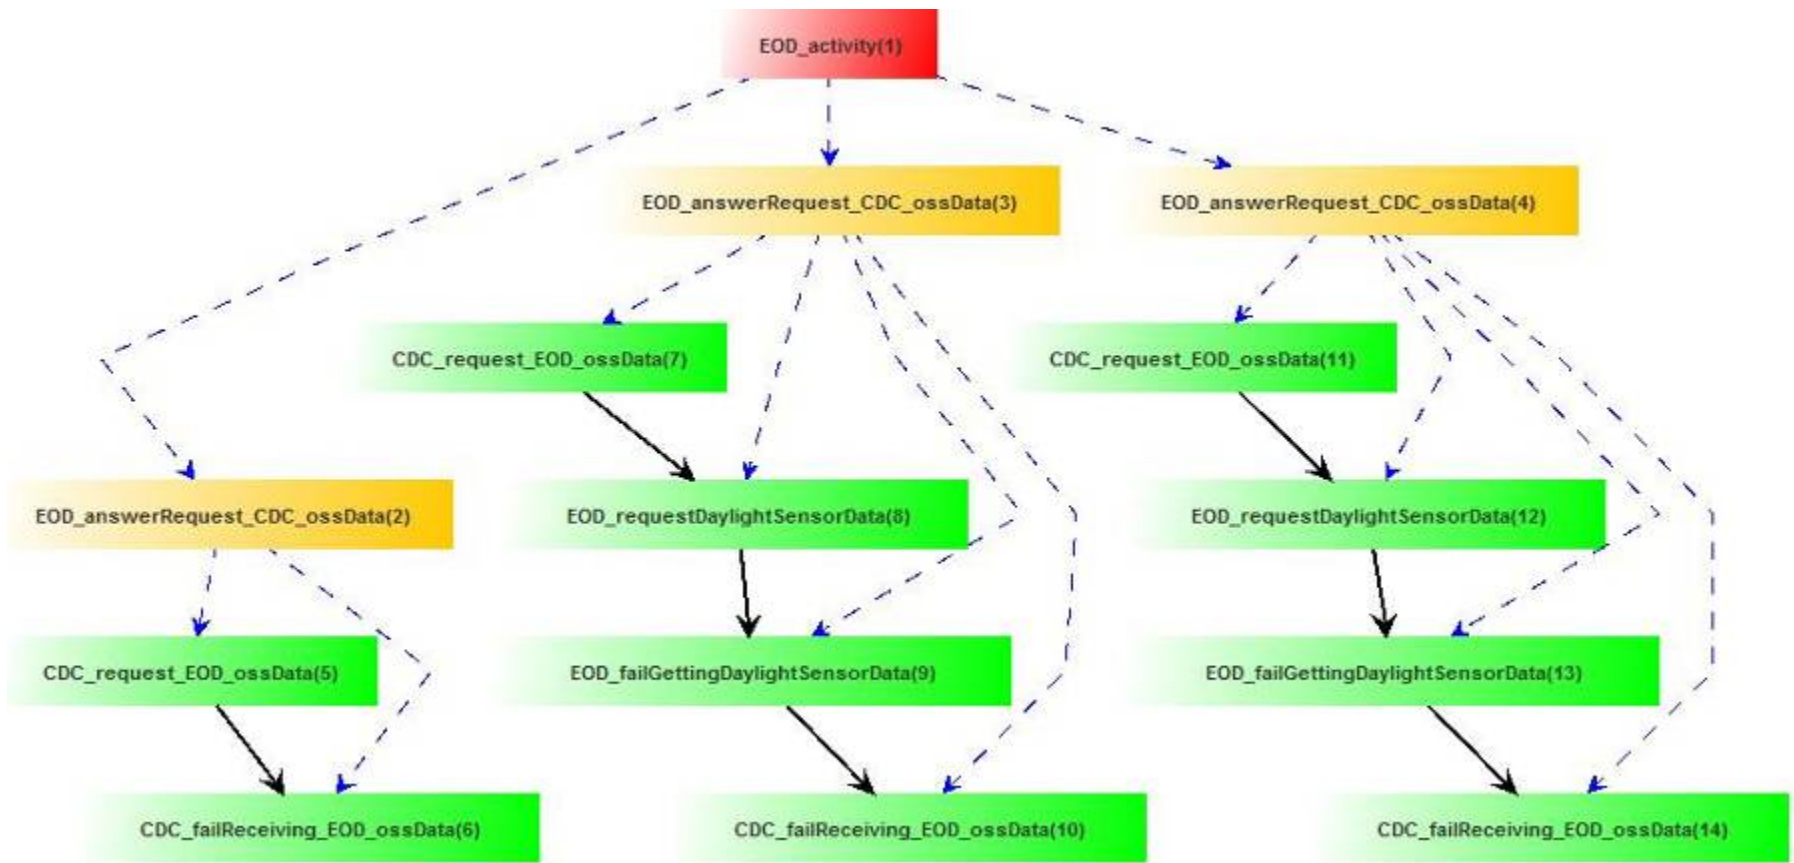 EOD_activity(1)
EOD_answerRequest_CDC_ossData(3)
EOD_answerRequest_CDC_ossData(4)
CDC_request_EOD_ossData(7)
CDC_request_EOD_ossData(11)
EOD_answerRequest_CDC_ossData(2)
EOD_requestDaylightSensorData(8)
EOD_requestDaylightSensorData(12)
CDC_request_EOD_ossData(5)
EOD_failGettingDaylightSensorData(9)
EOD_failGettingDaylightSensorData(13)
CDC_failReceiving_EOD_ossData(6)
CDC_failReceiving_EOD_ossData(10)
CDC_failReceiving_EOD_ossData(14)